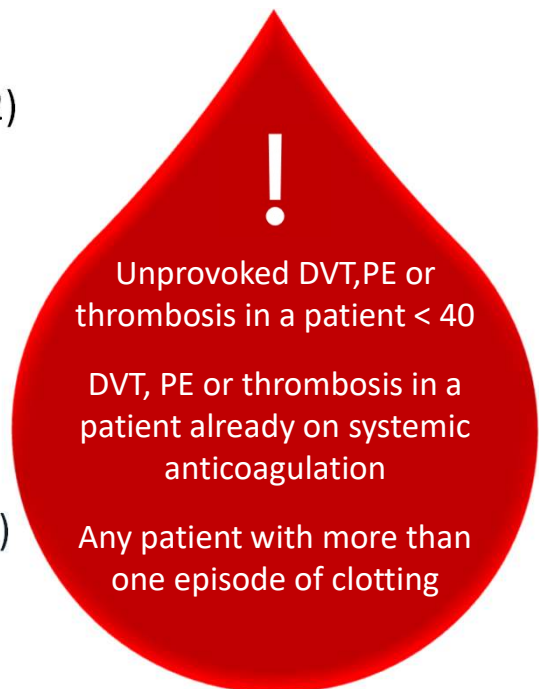 )
!
Unprovoked DVT,PE or
thrombosis in a patient < 40
DVT, PE or thrombosis in a
patient already on systemic
anticoagulation
)
Any patient with more than
one episode of clotting